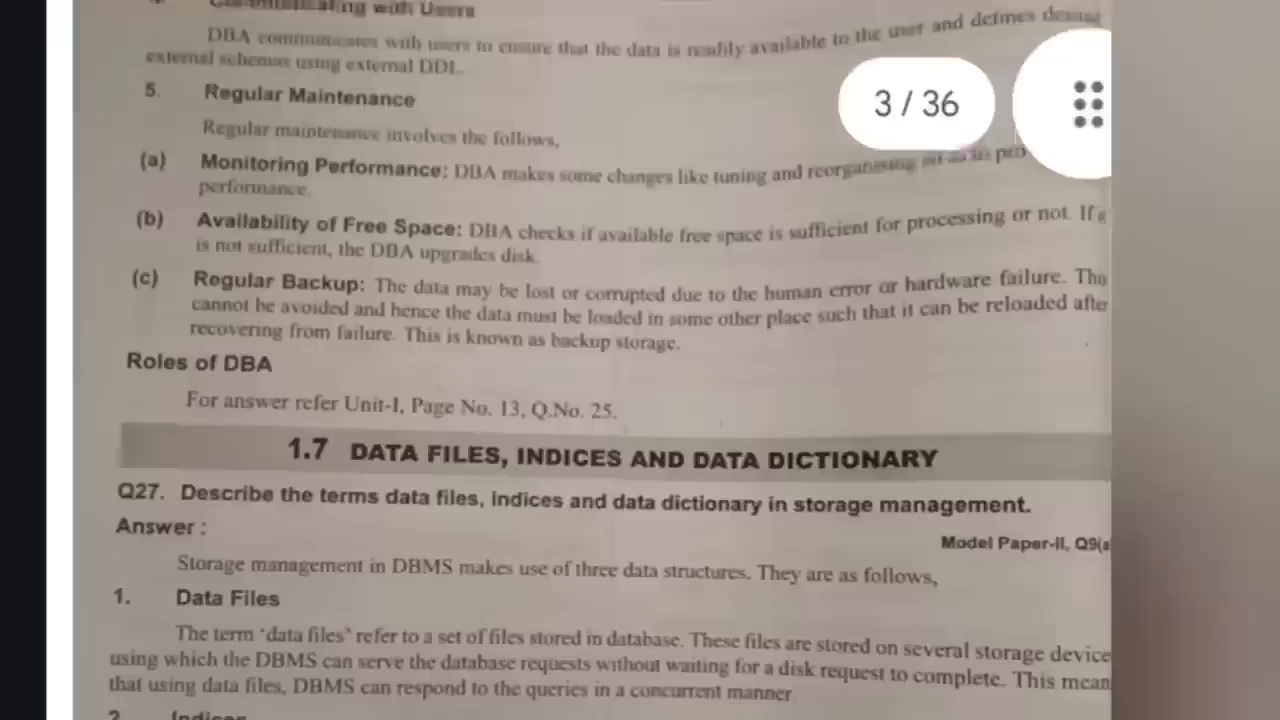 Communicating with Users
DBA communicates with users to ensure that the data is readily available to the user and defines
external schemas using external DDL.
5. Regular Maintenance
Regular maintenance involves the follows,
(a) Monitoring Performance: DBA makes some changes like tuning and reorganising
performance.
(b) Availability of Free Space: DBA checks if available free space is sufficient for processing or not. If
is not sufficient, the DBA upgrades disk.
(c) Regular Backup: The data may be lost or corrupted due to the human error or hardware failure.
cannot be avoided and hence the data must be loaded in some other place such that it can be reloaded afte
recovering from failure. This is known as backup storage.
Roles of DBA
For answer refer Unit-I, Page No. 13, Q.No. 25.
1.7 DATA FILES, INDICES AND DATA DICTIONARY
Q27. Describe the terms data files, indices and data dictionary in storage management.
Answer :
Model Paper-II, Q9(a
Storage management in DBMS makes use of three data structures. They are as follows,
1. Data Files
The term 'data files' refer to a set of files stored in database. These files are stored on several storage device
using which the DBMS can serve the database requests without waiting for a disk request to complete. This mean
that using data files, DBMS can respond to the queries in a concurrent manner.
2. Indices
3 / 36